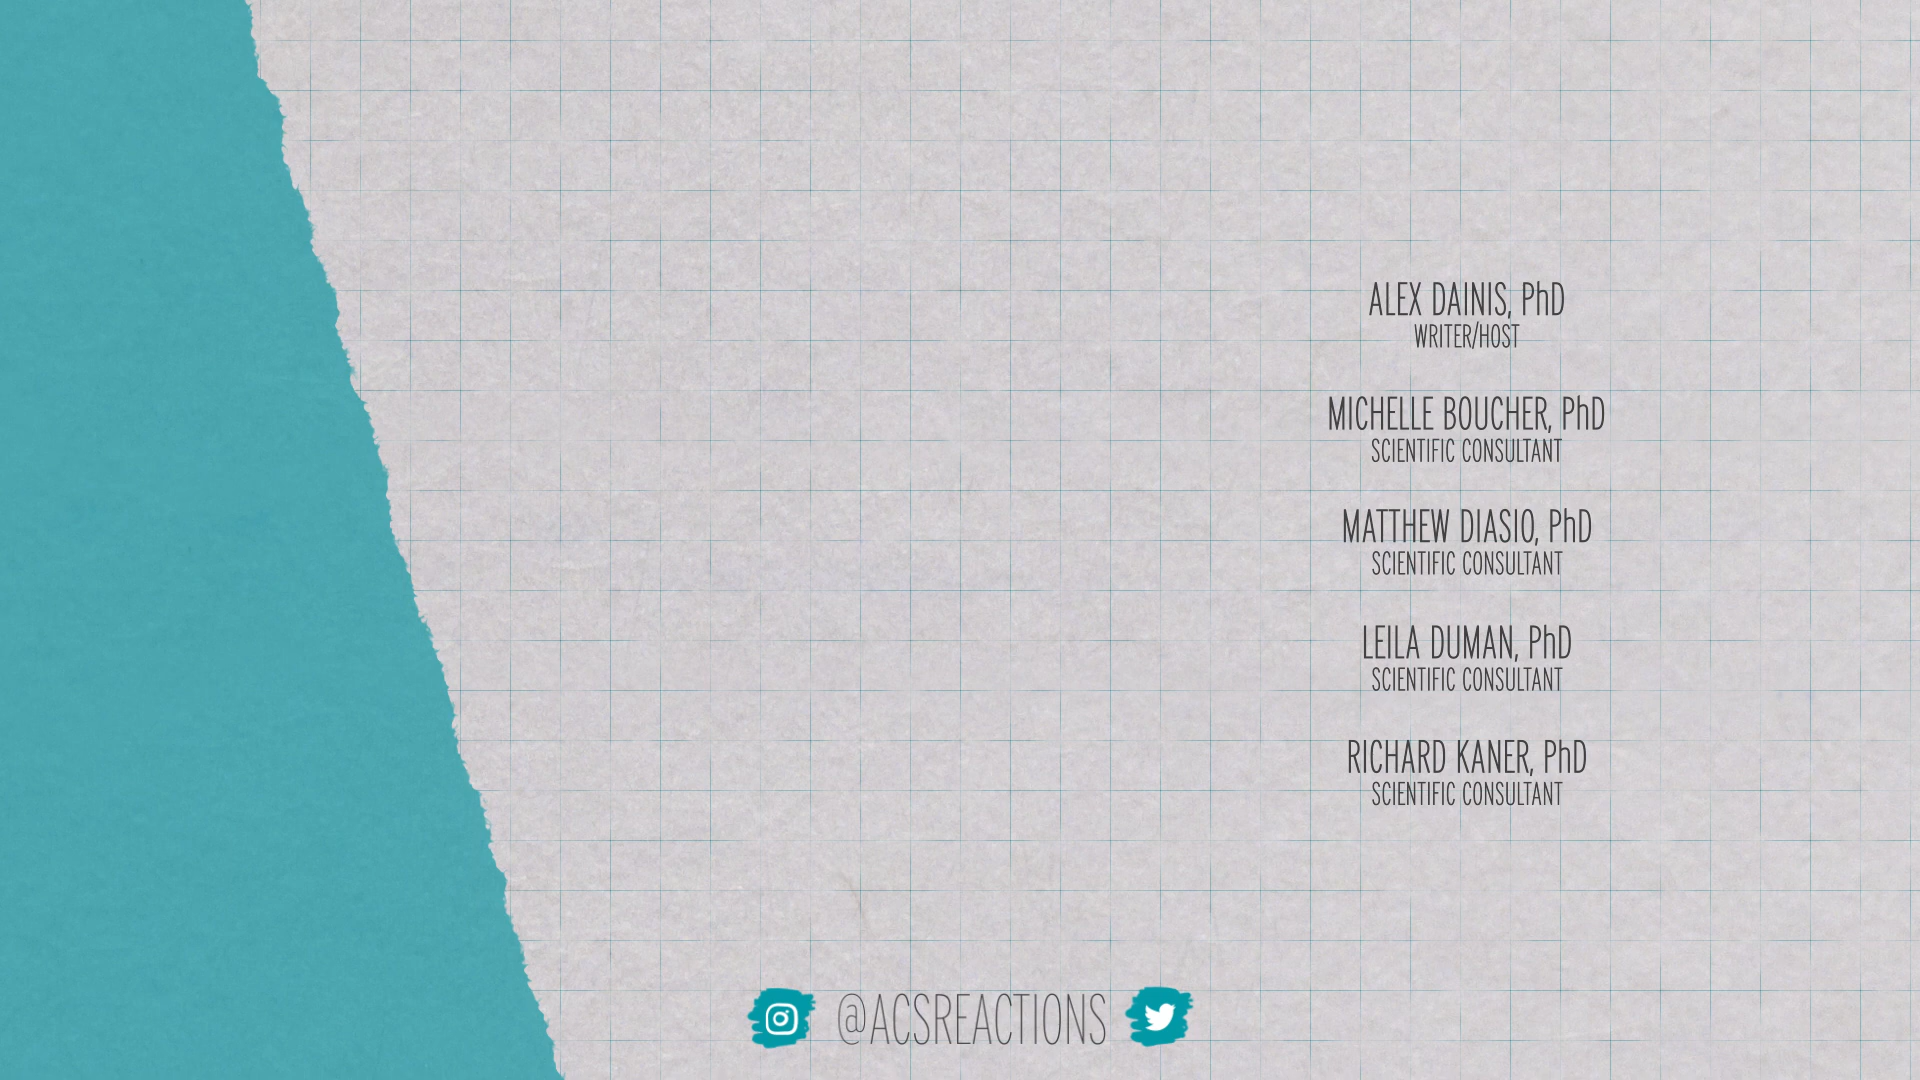 ALEX DAINIS, PhD
WRITER/HOST
MICHELLE BOUCHER, PhD
SCIENTIFIC CONSULTANT
MATTHEW DIASIO, PhD
SCIENTIFIC CONSULTANT
LEILA DUMAN, PhD
SCIENTIFIC CONSULTANT
RICHARD KANER, PhD
SCIENTIFIC CONSULTANT
@ACSREACTIONS